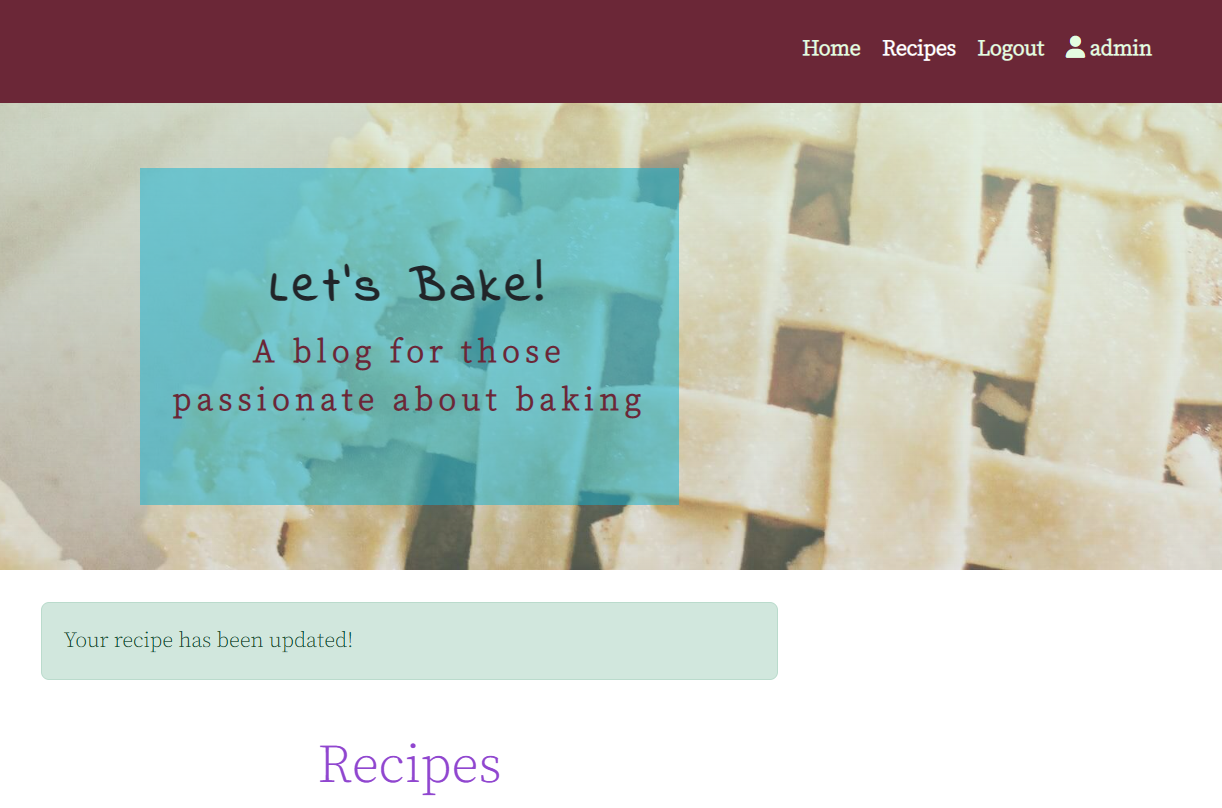 Home Recipes Logout admin
Let's Bake!
A blog for those
passionate about baking
Your recipe has been updated!
Recipes